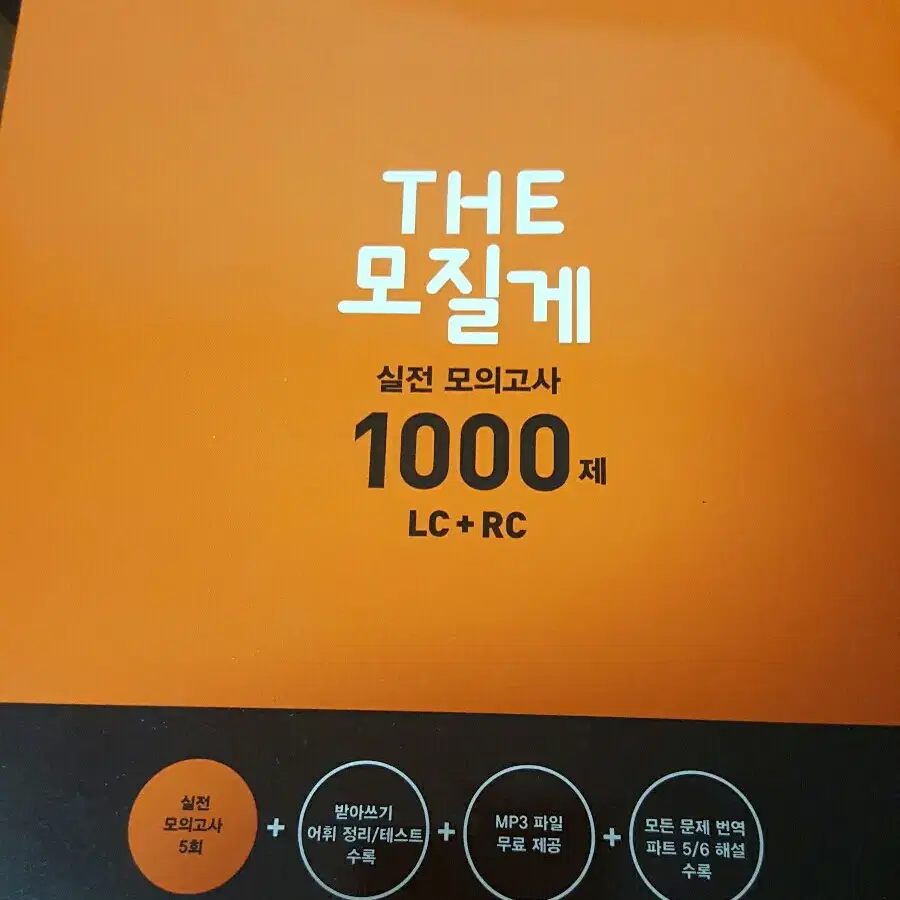 THE
모질게
실전 모의고사
1000제
LC+RC
실전
모의고사
5회
+
받아쓰기
어휘 정리/테스트
수록
+
MP3 파일
무료 제공
+
모든 문제 번역
파트 5/6 해설
수록